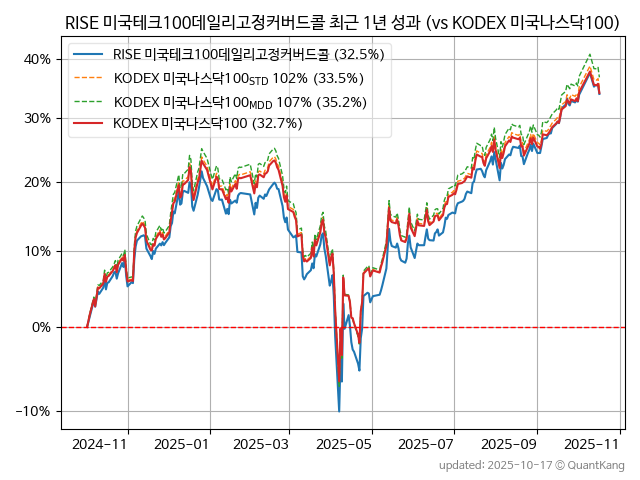 RISE 미국테크100데일리고정커버드콜 최근 1년 성과 (vs KODEX 미국나스닥100)
RISE 미국테크100데일리고정커버드콜 (32.5%)
KODEX 미국나스닥100STD 102% (33.5%)
KODEX 미국나스닥100MDD 107% (35.2%)
KODEX 미국나스닥100 (32.7%)
40%
30%
20%
10%
0%
−10%
2024-11 2025-01 2025-03 2025-05 2025-07 2025-09 2025-11
updated: 2025-10-17 © QuantKang